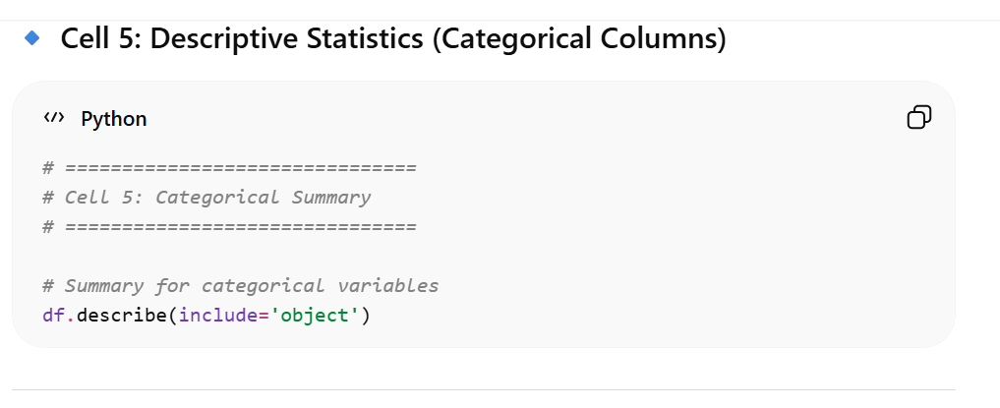 Cell 5: Descriptive Statistics (Categorical Columns)
</> Python
# ===============================
# Cell 5: Categorical Summary
# ===============================
# Summary for categorical variables
df.describe(include='object')